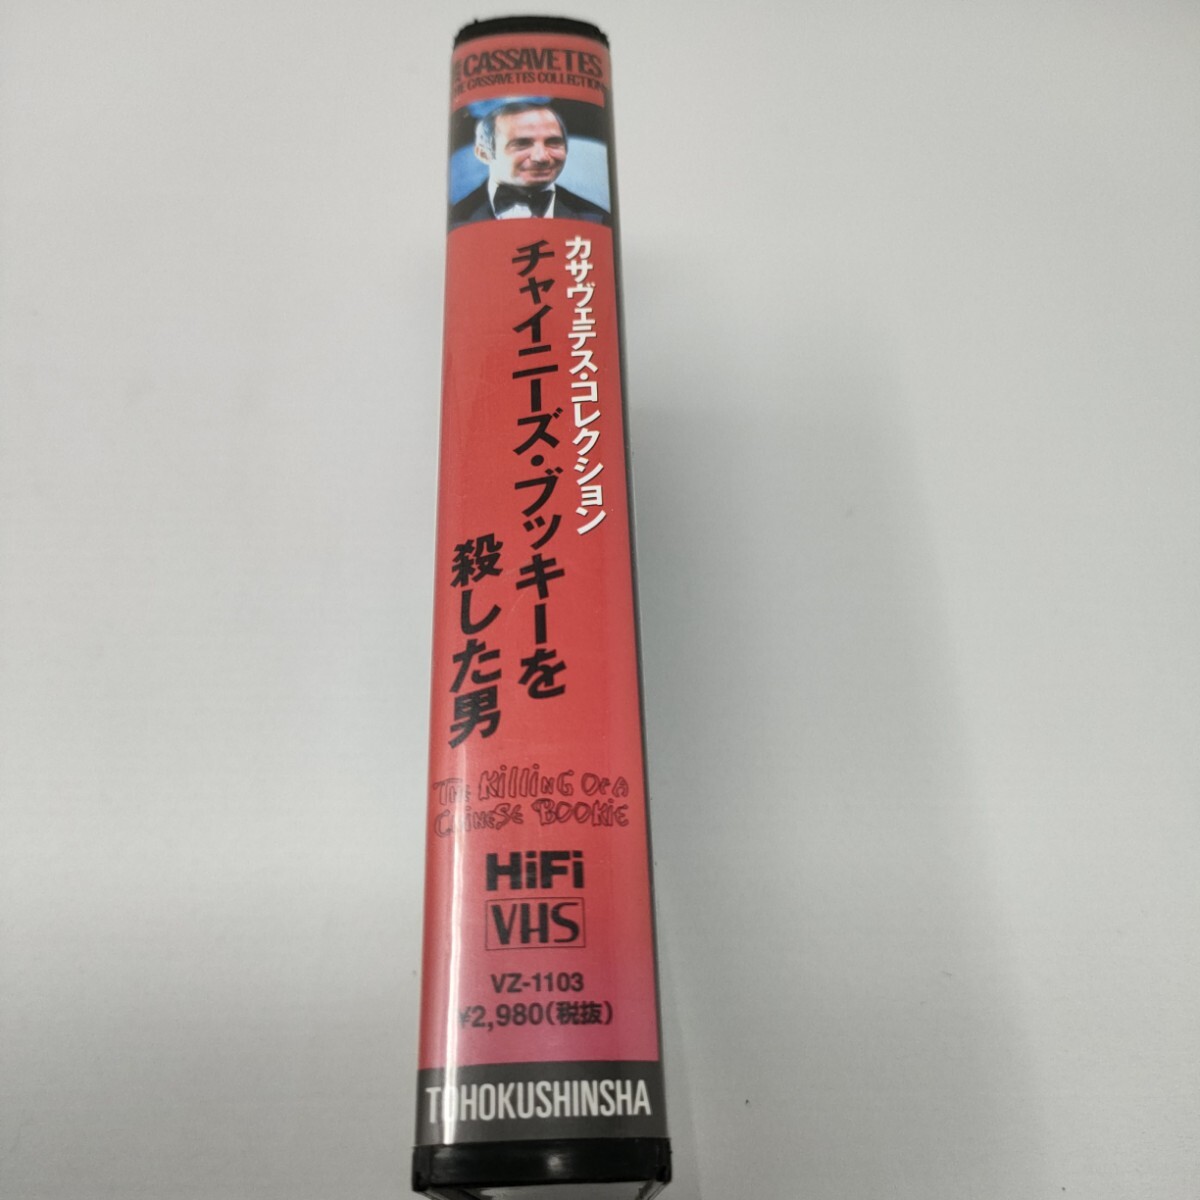 CASSAVETES
CASSAVETES COLLECTION
カサヴェテス・コレクション
チャイニーズ・ブッキーを
殺した男
THE KilliNG OF A
CHiNESE BOOKiE
HiFi
VHS
VZ-1103
¥2,980(税抜)
TOHOKUSHINSHA